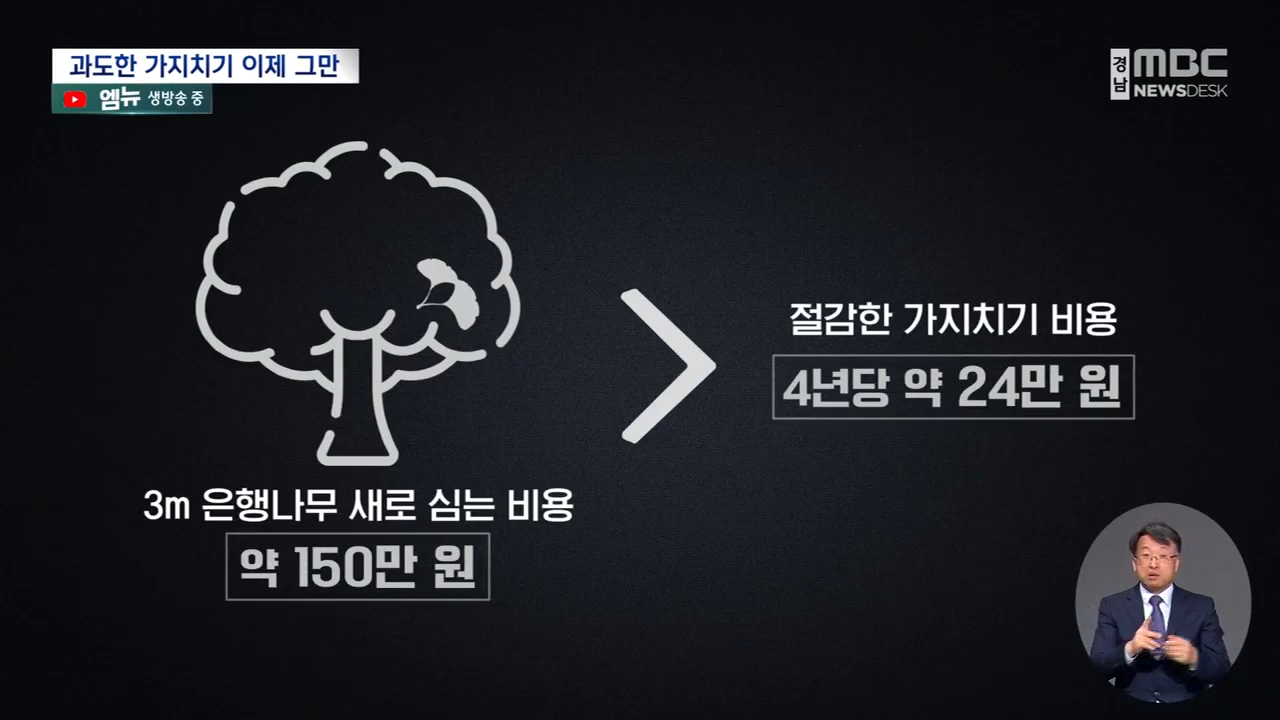 과도한 가지치기 이제 그만
엠뉴 생방송 중
경남 MBC
NEWSDESK
절감한 가지치기 비용
4년당 약 24만 원
3m 은행나무 새로 심는 비용
약 150만 원